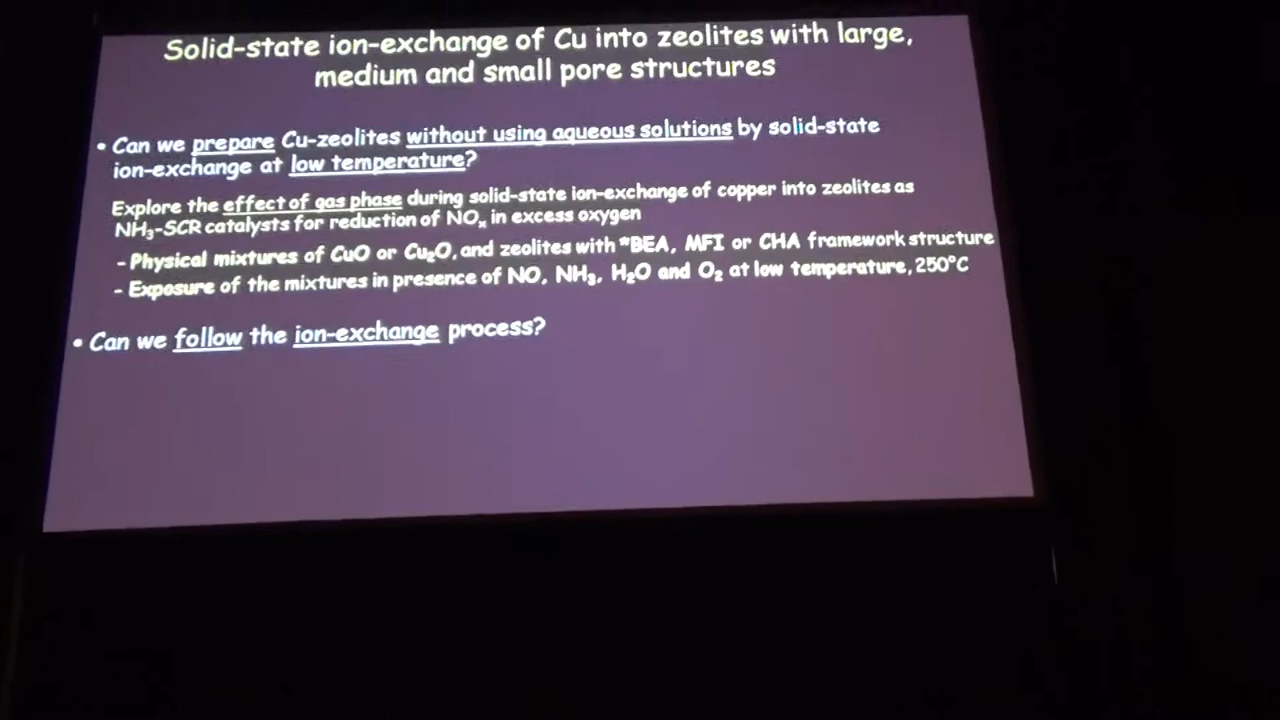 Solid-state ion-exchange of Cu into zeolites with large,
medium and small pore structures
• Can we prepare Cu-zeolites without using aqueous solutions by solid-state
ion-exchange at low temperature?
Explore the effect of gas phase during solid-state ion-exchange of copper into zeolites as
NH₃-SCR catalysts for reduction of NOₓ in excess oxygen
- Physical mixtures of CuO or Cu₂O, and zeolites with *BEA, MFI or CHA framework structure
- Exposure of the mixtures in presence of NO, NH₃, H₂O and O₂ at low temperature, 250°C
• Can we follow the ion-exchange process?